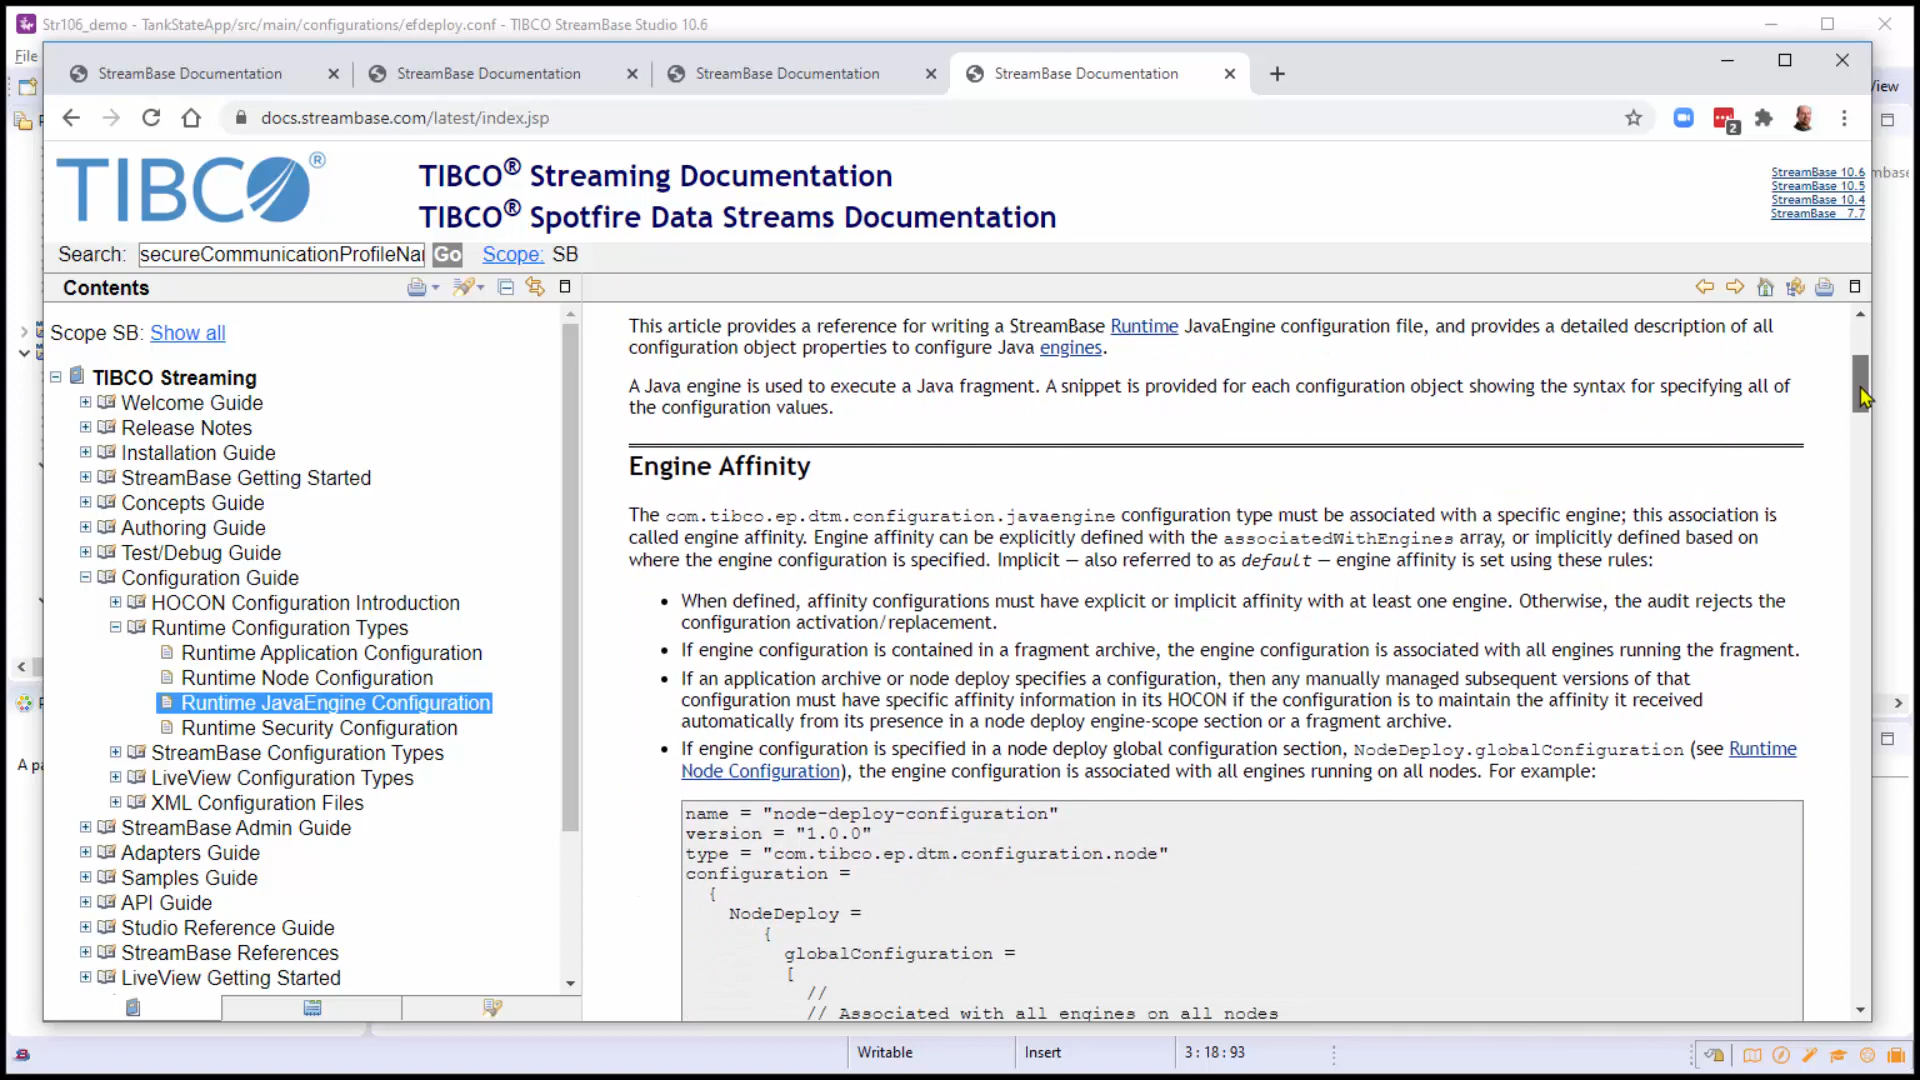 Str106_demo - TankStateApp/src/main/configurations/efdeploy.conf - TIBCO StreamBase Studio 10.6
File
StreamBase Documentation
StreamBase Documentation
StreamBase Documentation
StreamBase Documentation
docs.streambase.com/latest/index.jsp
2
TIBCO®
TIBCO® Streaming Documentation
TIBCO® Spotfire Data Streams Documentation
StreamBase 10.6
StreamBase 10.5
StreamBase 10.4
StreamBase 7.7
Search: secureCommunicationProfileNa Go Scope: SB
Contents
Scope SB: Show all
TIBCO Streaming
Welcome Guide
Release Notes
Installation Guide
StreamBase Getting Started
Concepts Guide
Authoring Guide
Test/Debug Guide
Configuration Guide
HOCON Configuration Introduction
Runtime Configuration Types
Runtime Application Configuration
Runtime Node Configuration
Runtime JavaEngine Configuration
Runtime Security Configuration
StreamBase Configuration Types
LiveView Configuration Types
XML Configuration Files
StreamBase Admin Guide
Adapters Guide
Samples Guide
API Guide
Studio Reference Guide
StreamBase References
LiveView Getting Started
This article provides a reference for writing a StreamBase Runtime JavaEngine configuration file, and provides a detailed description of all
configuration object properties to configure Java engines.
A Java engine is used to execute a Java fragment. A snippet is provided for each configuration object showing the syntax for specifying all of
the configuration values.
Engine Affinity
The com.tibco.ep.dtm.configuration.javaengine configuration type must be associated with a specific engine; this association is
called engine affinity. Engine affinity can be explicitly defined with the associatedWithEngines array, or implicitly defined based on
where the engine configuration is specified. Implicit — also referred to as default — engine affinity is set using these rules:
• When defined, affinity configurations must have explicit or implicit affinity with at least one engine. Otherwise, the audit rejects the
configuration activation/replacement.
• If engine configuration is contained in a fragment archive, the engine configuration is associated with all engines running the fragment.
• If an application archive or node deploy specifies a configuration, then any manually managed subsequent versions of that
configuration must have specific affinity information in its HOCON if the configuration is to maintain the affinity it received
automatically from its presence in a node deploy engine-scope section or a fragment archive.
• If engine configuration is specified in a node deploy global configuration section, NodeDeploy.globalConfiguration (see Runtime
Node Configuration), the engine configuration is associated with all engines running on all nodes. For example:
name = "node-deploy-configuration"
version = "1.0.0"
type = "com.tibco.ep.dtm.configuration.node"
configuration =
{
NodeDeploy =
{
globalConfiguration =
[
//
// Associated with all engines on all nodes
Writable
Insert
3 : 18 : 93